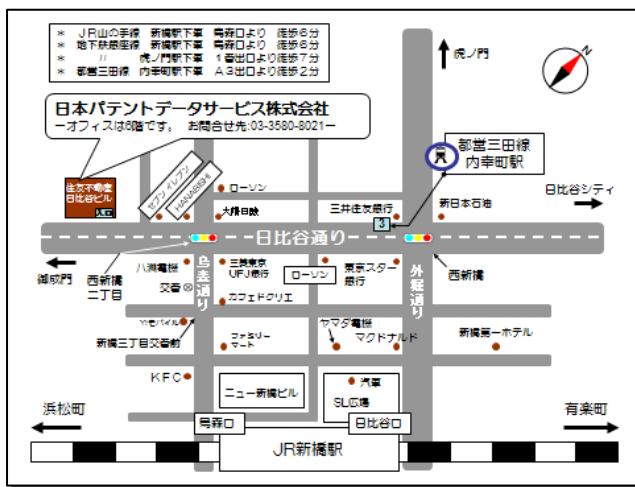 * JR山の手線 新橋駅下車 烏森口より 徒歩6分
* 地下鉄銀座線 新橋駅下車 烏森口より 徒歩6分
* 〃 虎ノ門駅下車 1番出口より徒歩7分
* 都営三田線 内幸町駅下車 A3出口より徒歩2分
虎ノ門
N
日本パテントデータサービス株式会社
ーオフィスは6階です。 お問合せ先:03-3580-8021ー
都営三田線
内幸町駅
住友不動産
日比谷ビル
入口
セブンイレブン
HANABISHI
ローソン
大陽日酸
三井住友銀行
3
新日本石油
日比谷シティ
日比谷通り
御成門
西新橋
二丁目
八洲電機
交番
烏森通り
三菱東京
UFJ銀行
カフェドクリエ
ローソン
東京スター
銀行
外堀通り
西新橋
Y!モバイル
新橋三丁目交番前
ファミリー
マート
ヤマダ電機
マクドナルド
新橋第一ホテル
KFC
ニュー新橋ビル
汽車
SL広場
浜松町
烏森口
日比谷口
有楽町
JR新橋駅